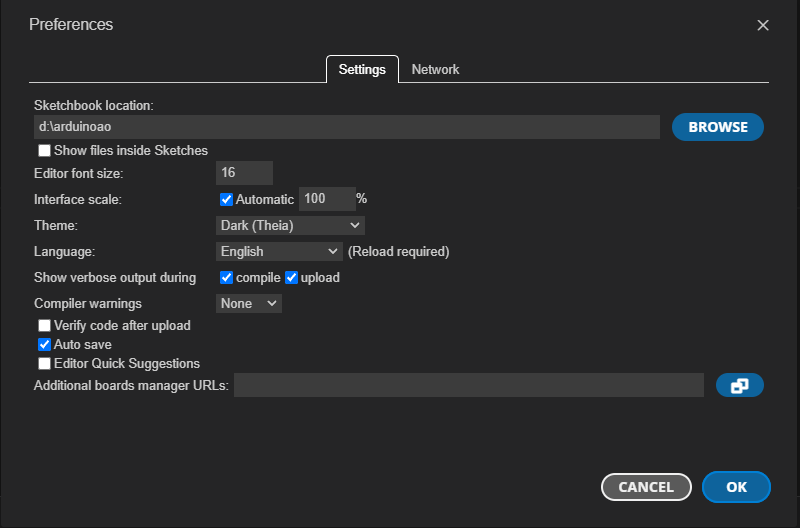 Preferences
Settings Network
Sketchbook location:
d:\arduinoao BROWSE
Show files inside Sketches
Editor font size: 16
Interface scale: Automatic 100 %
Theme: Dark (Theia)
Language: English (Reload required)
Show verbose output during compile upload
Compiler warnings None
Verify code after upload
Auto save
Editor Quick Suggestions
Additional boards manager URLs:
CANCEL OK